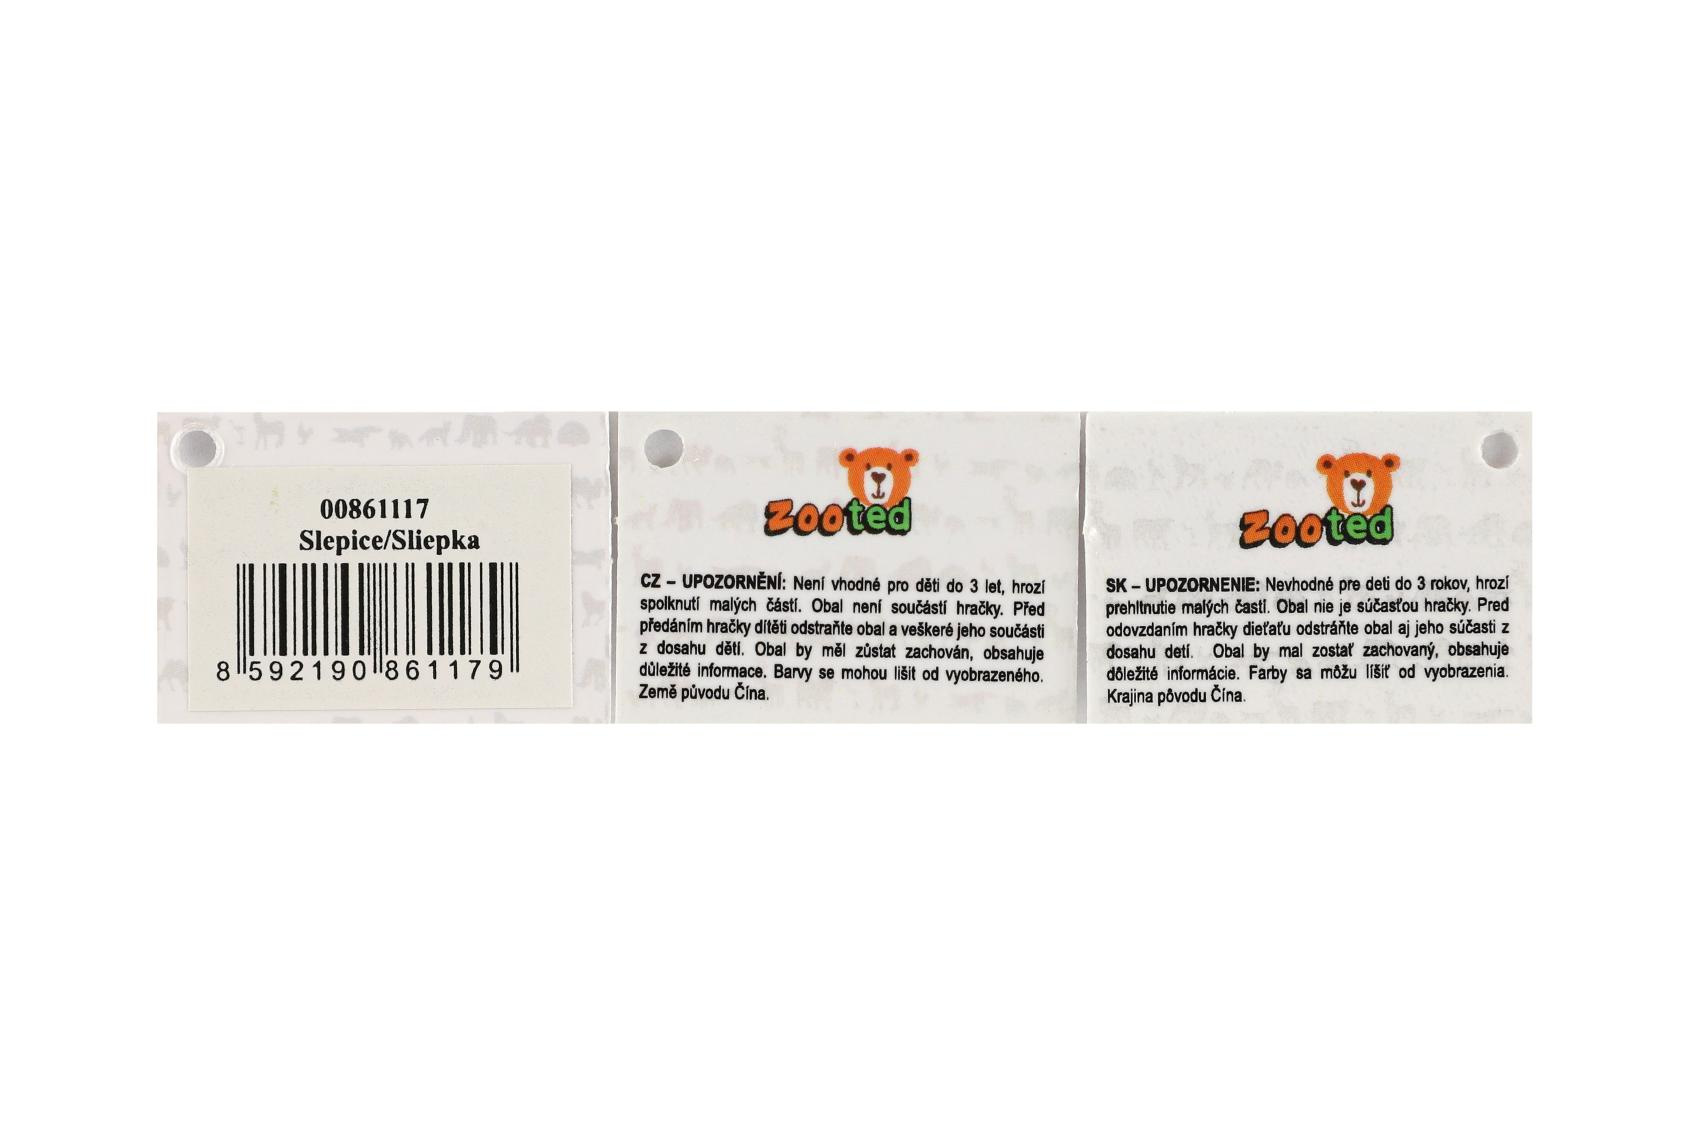 00861117
Slepice/Sliepka
8 592190 861179
zooted
CZ – UPOZORNĚNÍ: Není vhodné pro děti do 3 let, hrozí
spolknutí malých částí. Obal není součástí hračky. Před
předáním hračky dítěti odstraňte obal a veškeré jeho součásti
z dosahu dětí. Obal by měl zůstat zachován, obsahuje
důležité informace. Barvy se mohou lišit od vyobrazeného.
Země původu Čína.
zooted
SK – UPOZORNENIE: Nevhodné pre deti do 3 rokov, hrozí
prehltnutie malých častí. Obal nie je súčasťou hračky. Pred
odovzdaním hračky dieťaťu odstráňte obal aj jeho súčasti z
dosahu detí. Obal by mal zostať zachovaný, obsahuje
dôležité informácie. Farby sa môžu líšiť od vyobrazenia.
Krajina pôvodu Čína.